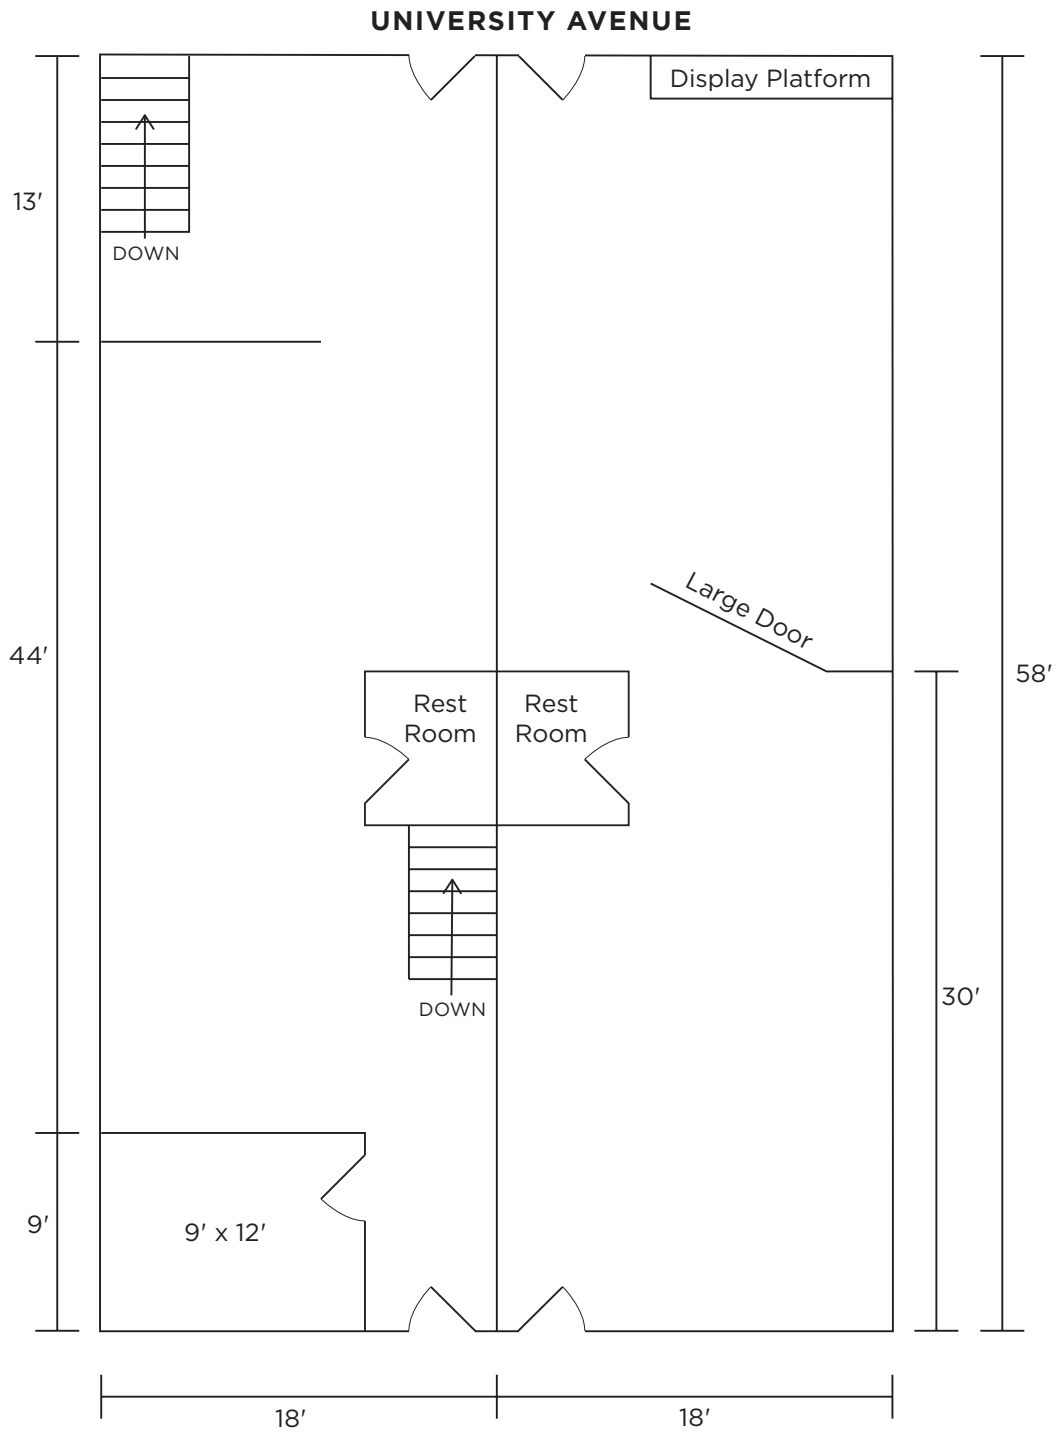 UNIVERSITY AVENUE
Display Platform
13'
DOWN
Large Door
44'
58'
Rest
Room
Rest
Room
30'
DOWN
9'
9' x 12'
18'
18'